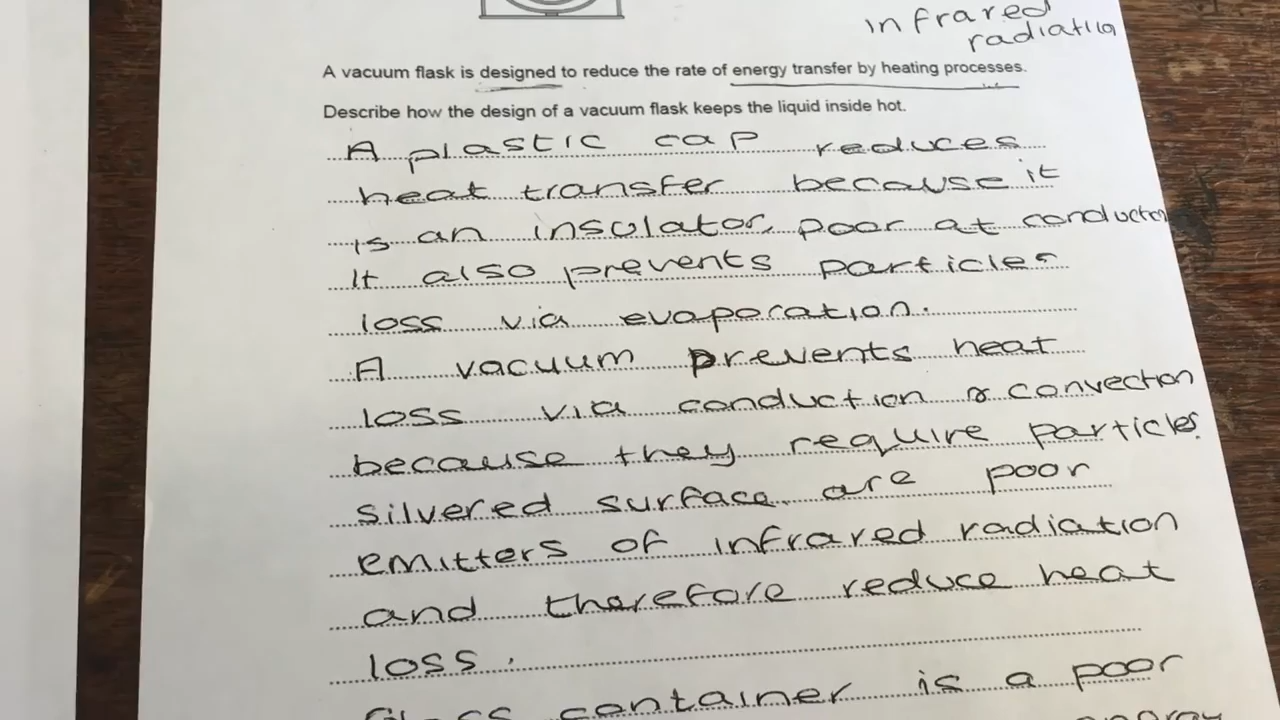 infrared
radiation
A vacuum flask is designed to reduce the rate of energy transfer by heating processes.
Describe how the design of a vacuum flask keeps the liquid inside hot.
A plastic cap reduces
heat transfer because it
is an insulator, poor at conduction
It also prevents particles
loss via evaporation.
A vacuum prevents heat
loss via conduction & convection
because they require particles.
silvered surface are poor
emitters of infrared radiation
and therefore reduce heat
loss.
Glass container is a poor